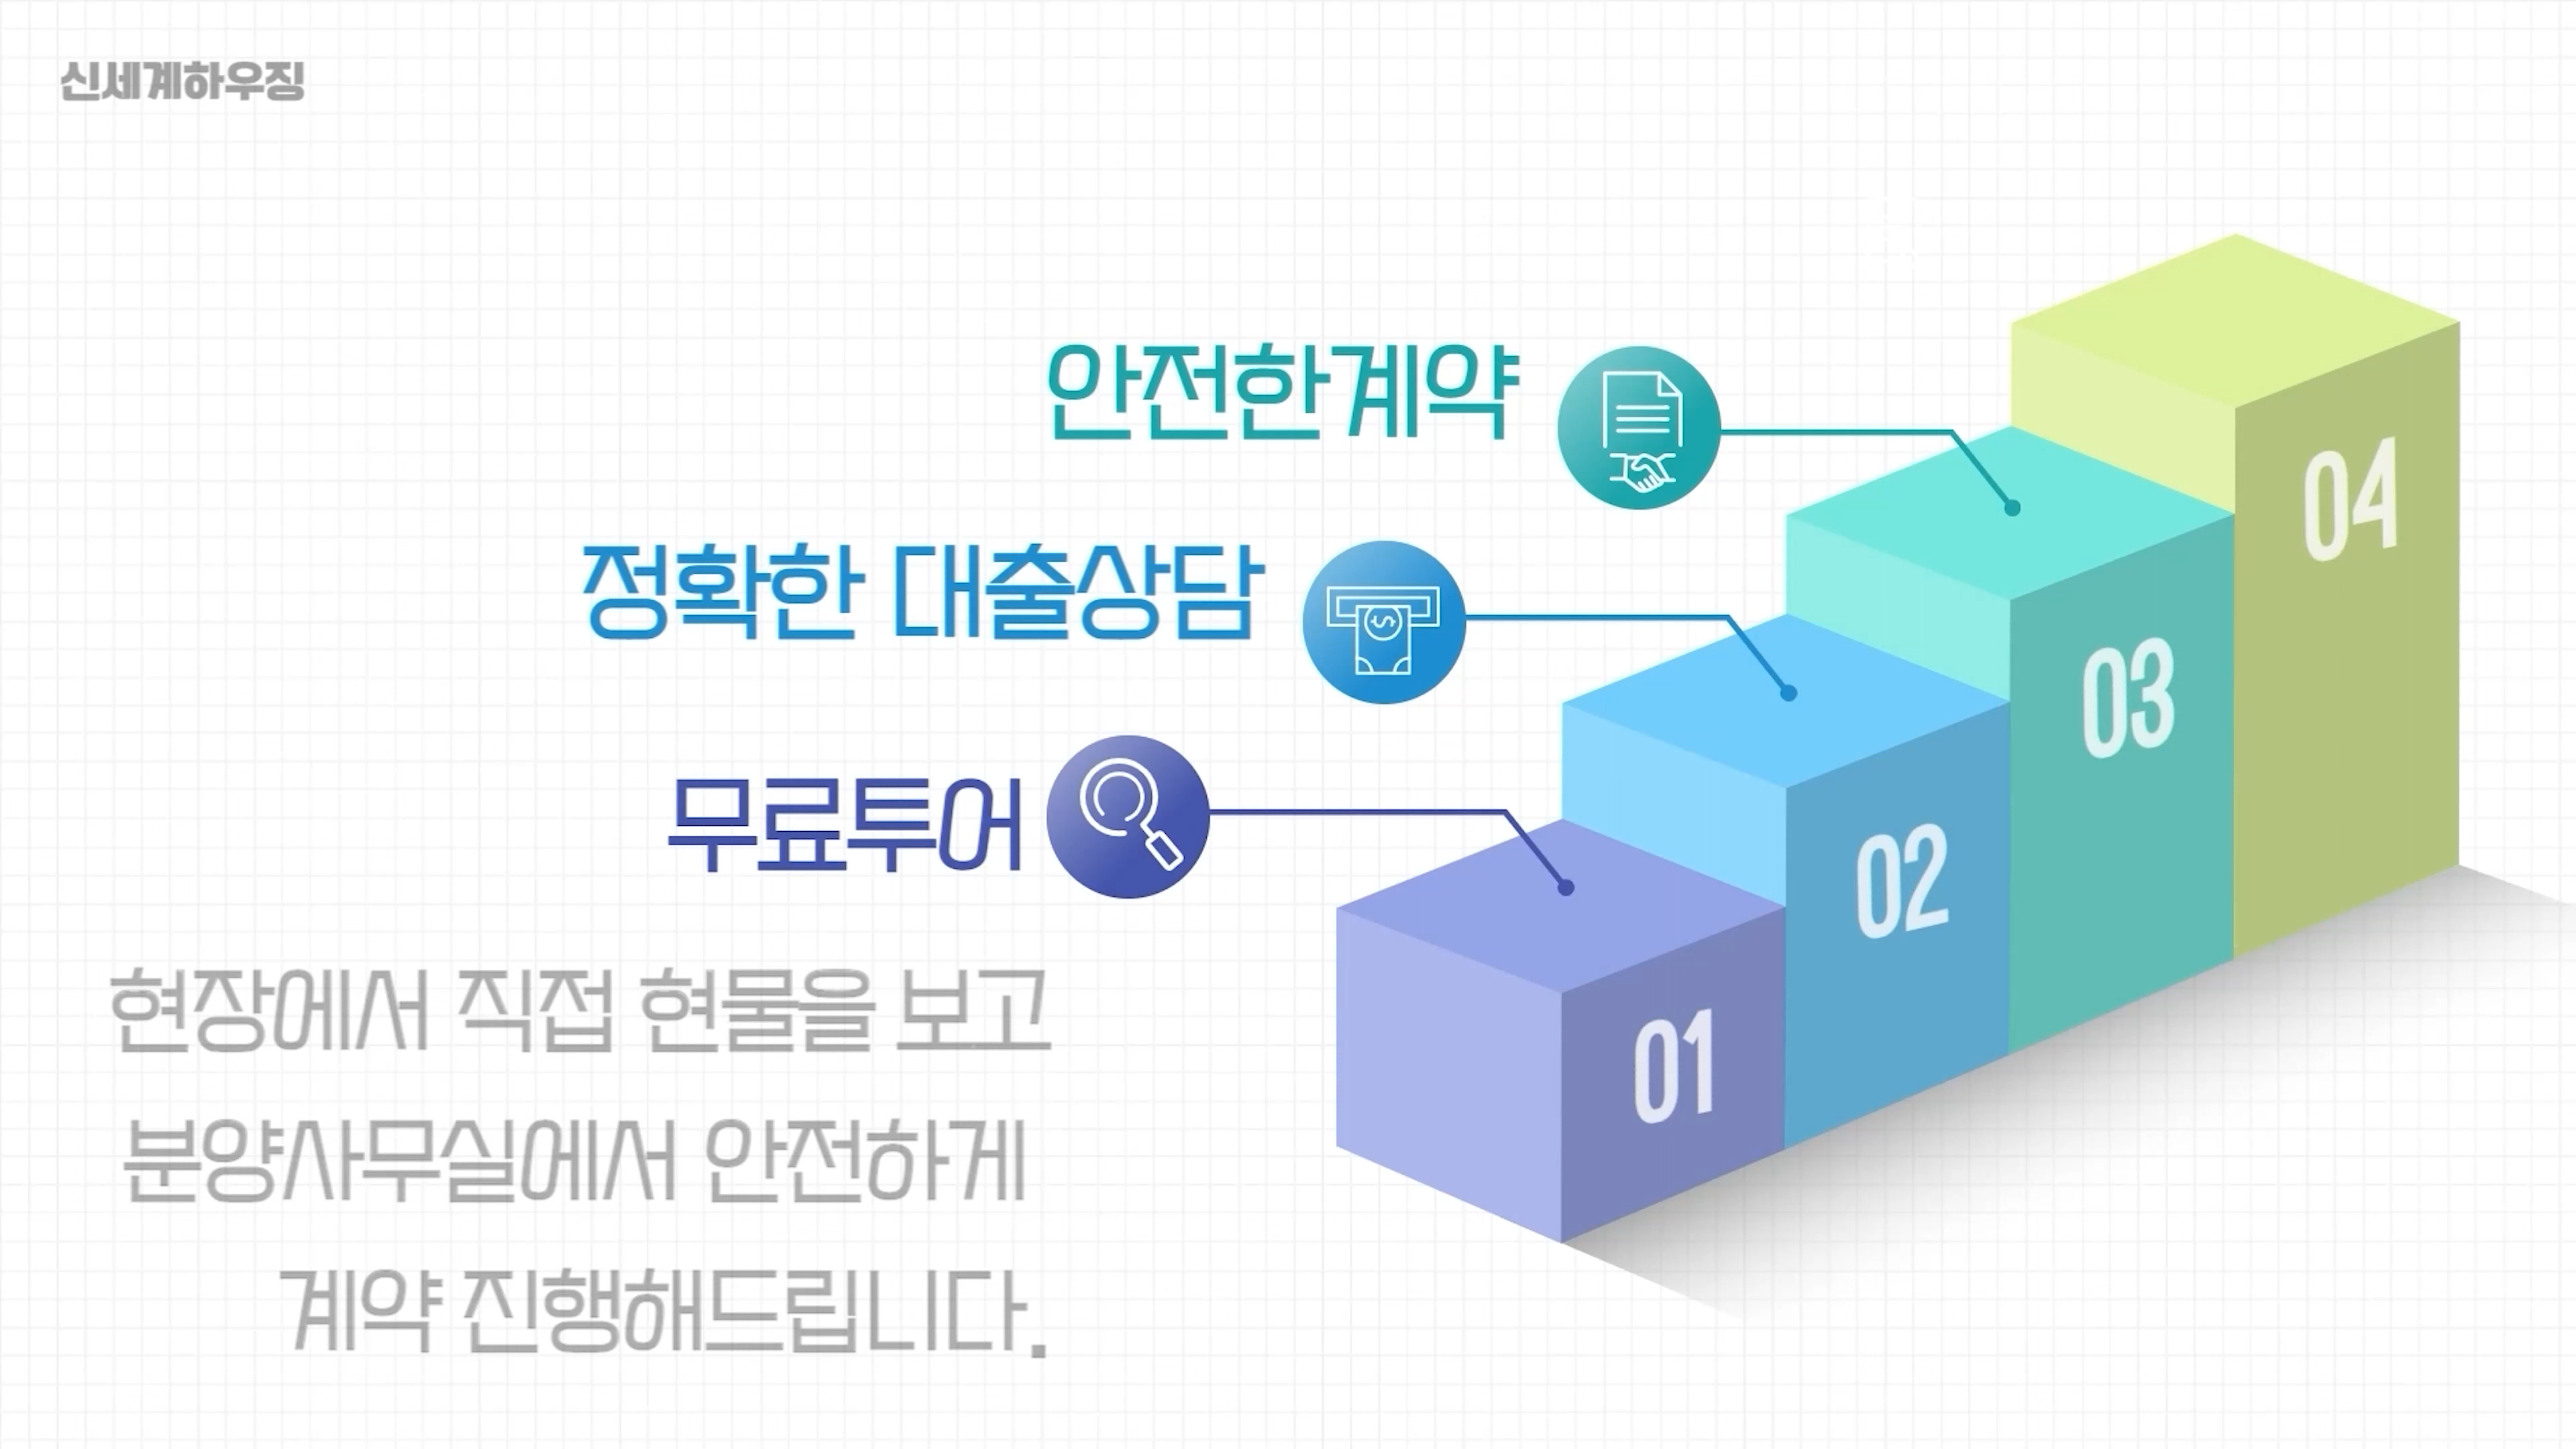 신세계하우징
안전한계약
정확한 대출상담
무료투어
현장에서 직접 현물을 보고
분양사무실에서 안전하게
계약 진행해드립니다.
04
03
02
01